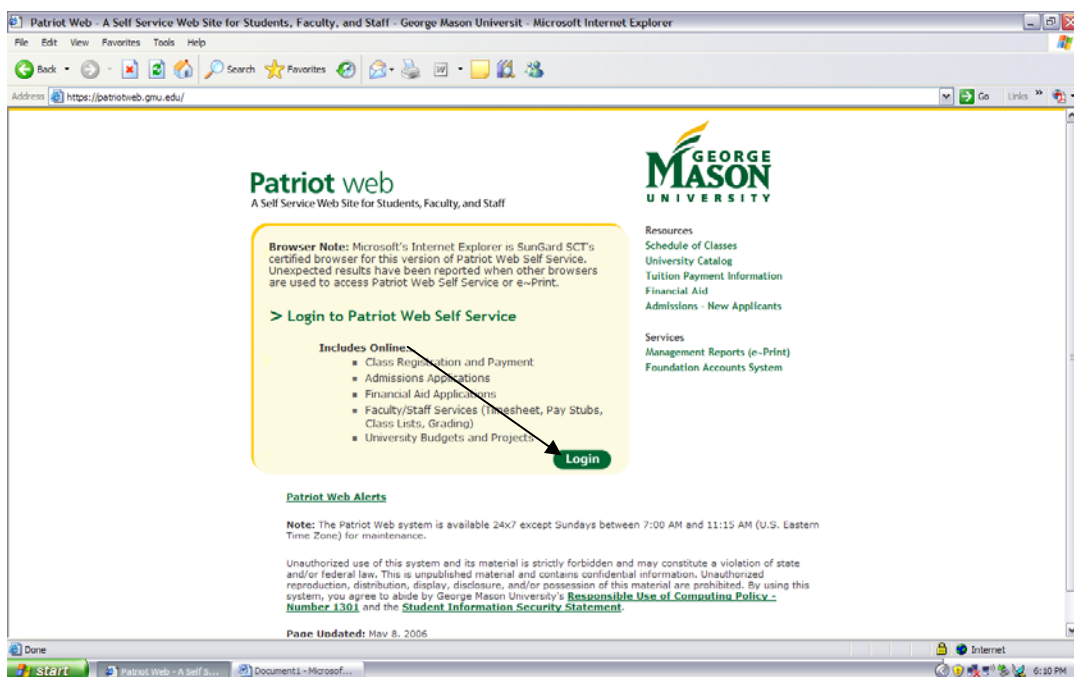 Patriot Web - A Self Service Web Site for Students, Faculty, and Staff - George Mason Universit - Microsoft Internet Explorer
File Edit View Favorites Tools Help
Back Search Favorites
Address https://patriotweb.gmu.edu/ Go Links »
GEORGE
MASON
UNIVERSITY
Patriot web
A Self Service Web Site for Students, Faculty, and Staff
Browser Note: Microsoft's Internet Explorer is SunGard SCT's
certified browser for this version of Patriot Web Self Service.
Unexpected results have been reported when other browsers
are used to access Patriot Web Self Service or e~Print.
> Login to Patriot Web Self Service
Includes Online:
Class Registration and Payment
Admissions Applications
Financial Aid Applications
Faculty/Staff Services (Timesheet, Pay Stubs,
Class Lists, Grading)
University Budgets and Projects
Login
Resources
Schedule of Classes
University Catalog
Tuition Payment Information
Financial Aid
Admissions - New Applicants
Services
Management Reports (e-Print)
Foundation Accounts System
Patriot Web Alerts
Note: The Patriot Web system is available 24x7 except Sundays between 7:00 AM and 11:15 AM (U.S. Eastern
Time Zone) for maintenance.
Unauthorized use of this system and its material is strictly forbidden and may constitute a violation of state
and/or federal law. This is unpublished material and contains confidential information. Unauthorized
reproduction, distribution, display, disclosure, and/or possession of this material are prohibited. By using this
system, you agree to abide by George Mason University's Responsible Use of Computing Policy -
Number 1301 and the Student Information Security Statement.
Page Updated: May 8, 2006
Done Internet
start Patriot Web - A Self S... Document1 - Microsof... 6:10 PM